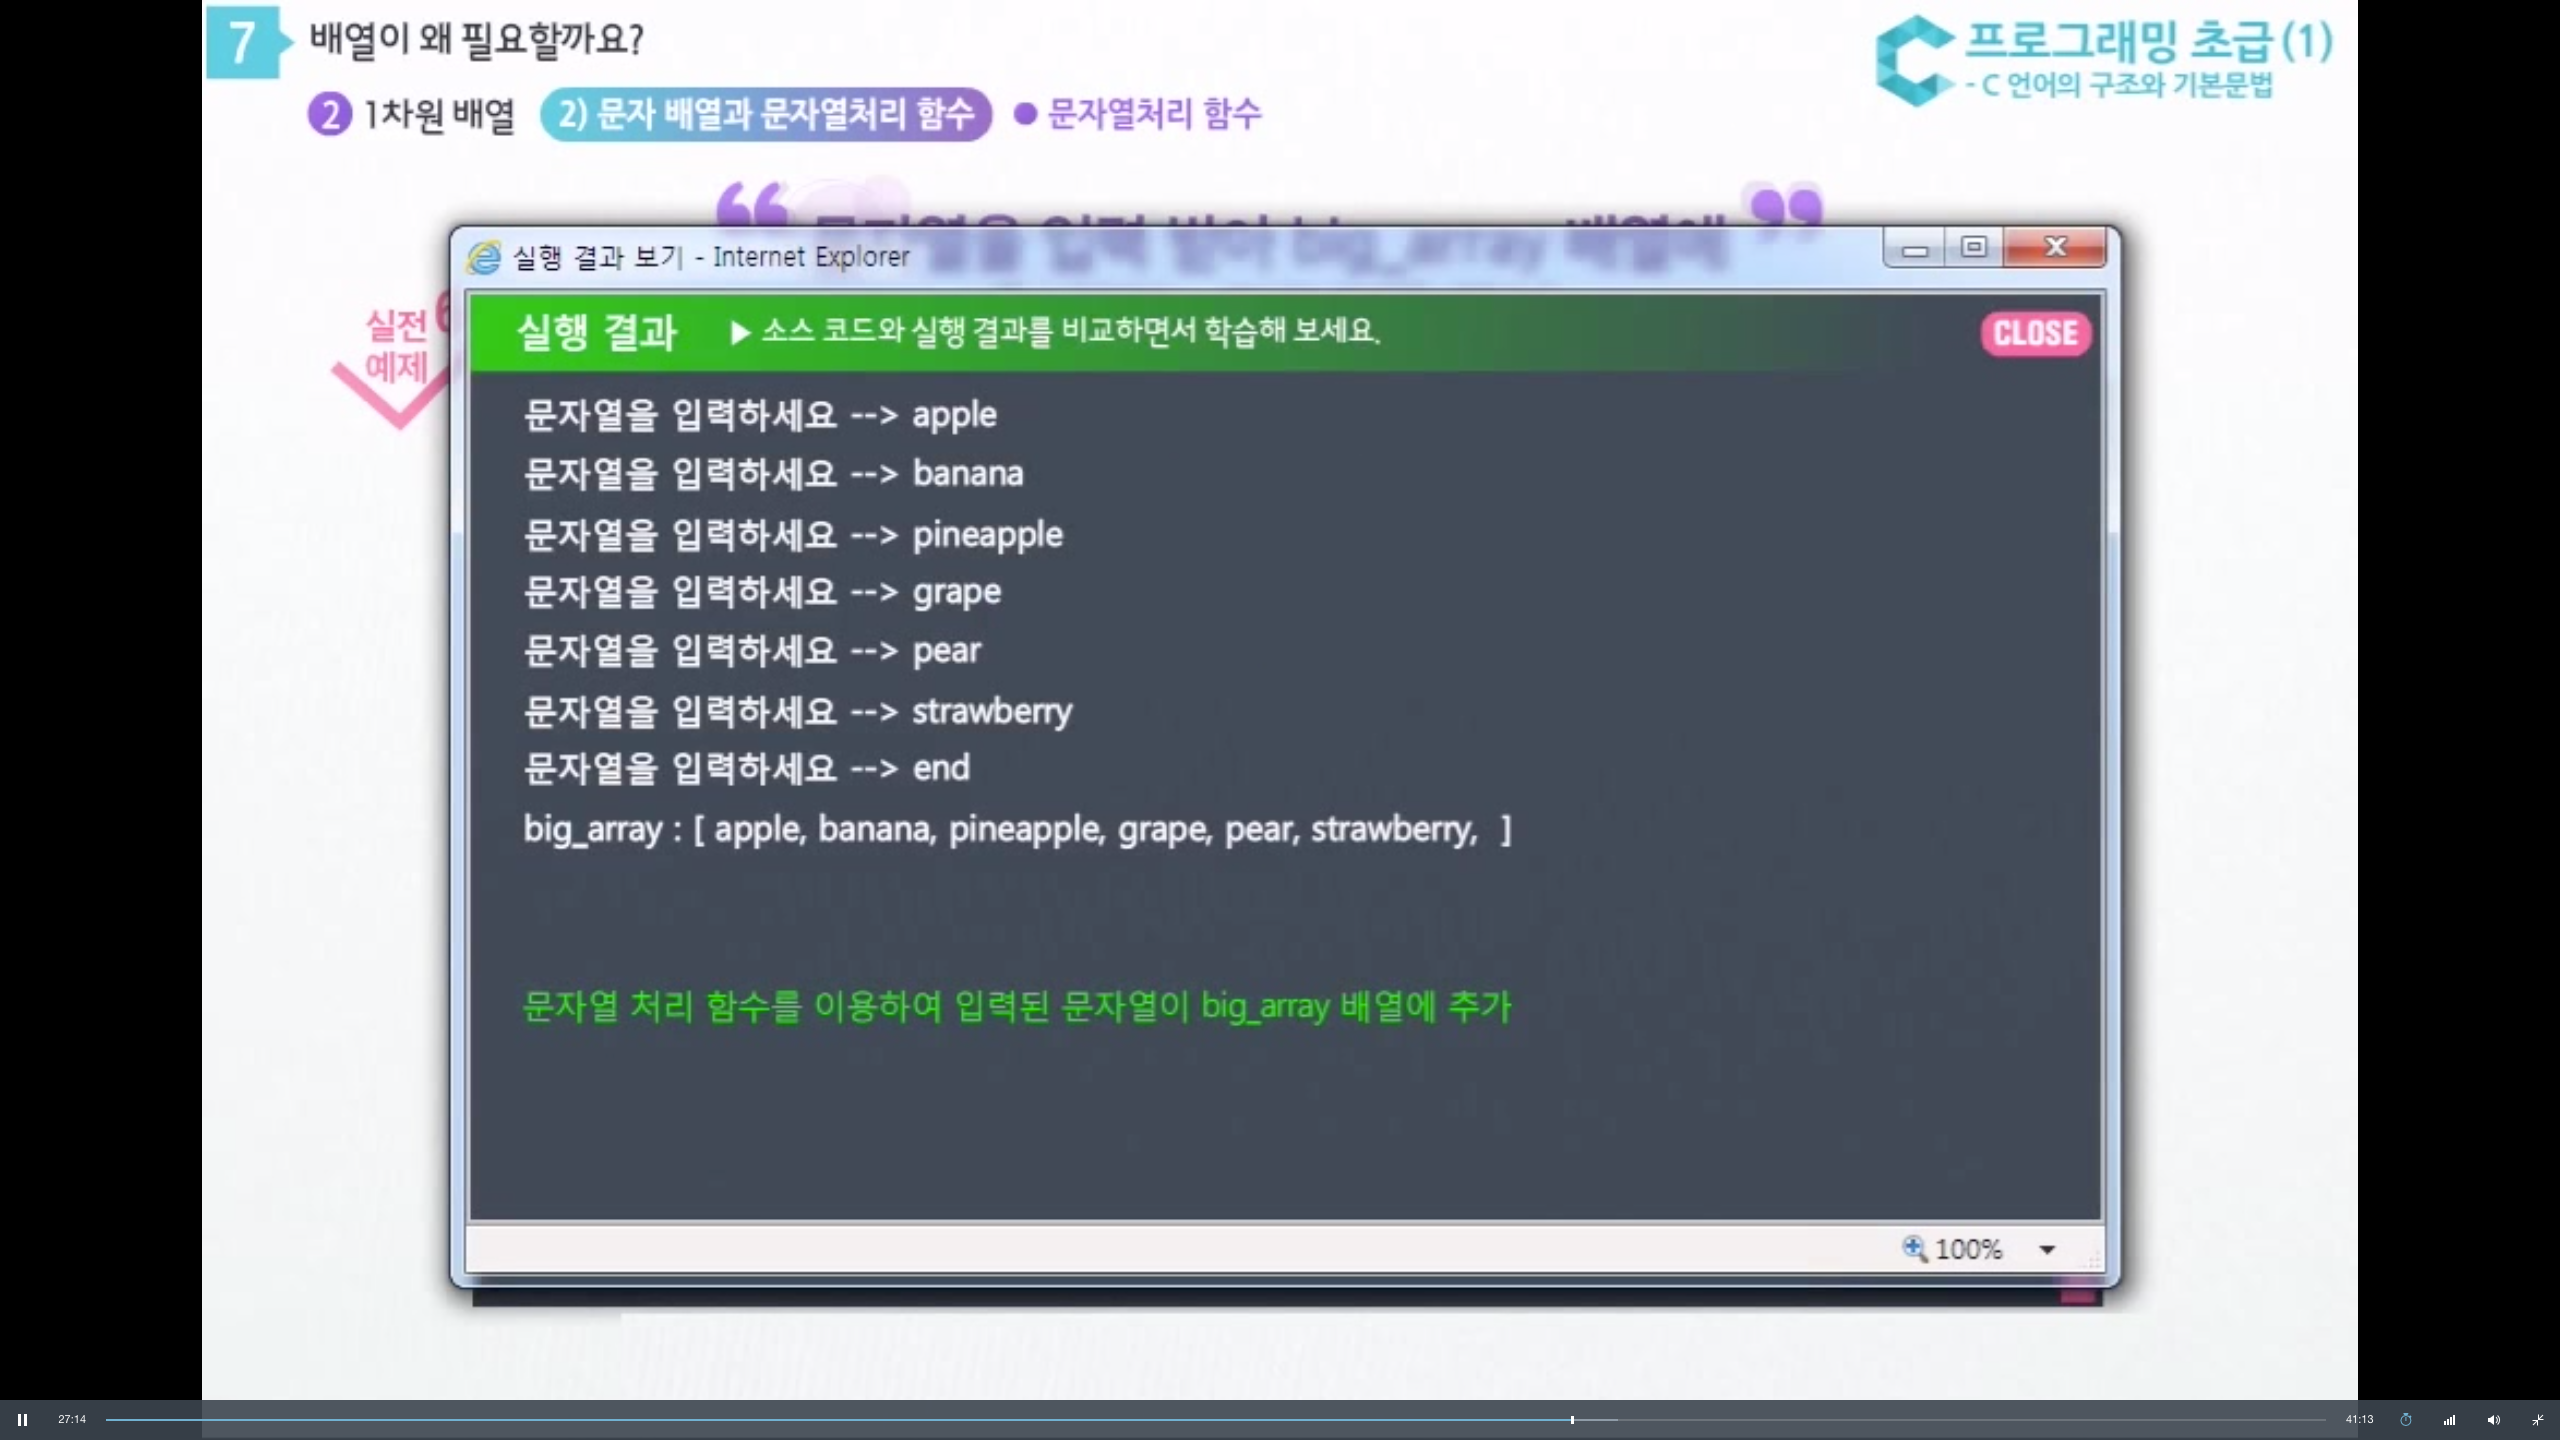 7 배열이 왜 필요할까요?
프로그래밍 초급(1)
- C 언어의 구조와 기본문법
2 1차원 배열 2) 문자 배열과 문자열처리 함수 ● 문자열처리 함수
실행 결과 보기 - Internet Explorer
실전
예제
실행 결과 ▶ 소스 코드와 실행 결과를 비교하면서 학습해 보세요. CLOSE
문자열을 입력하세요 --> apple
문자열을 입력하세요 --> banana
문자열을 입력하세요 --> pineapple
문자열을 입력하세요 --> grape
문자열을 입력하세요 --> pear
문자열을 입력하세요 --> strawberry
문자열을 입력하세요 --> end
big_array : [ apple, banana, pineapple, grape, pear, strawberry,  ]
문자열 처리 함수를 이용하여 입력된 문자열이 big_array 배열에 추가
100%
27:14 41:13